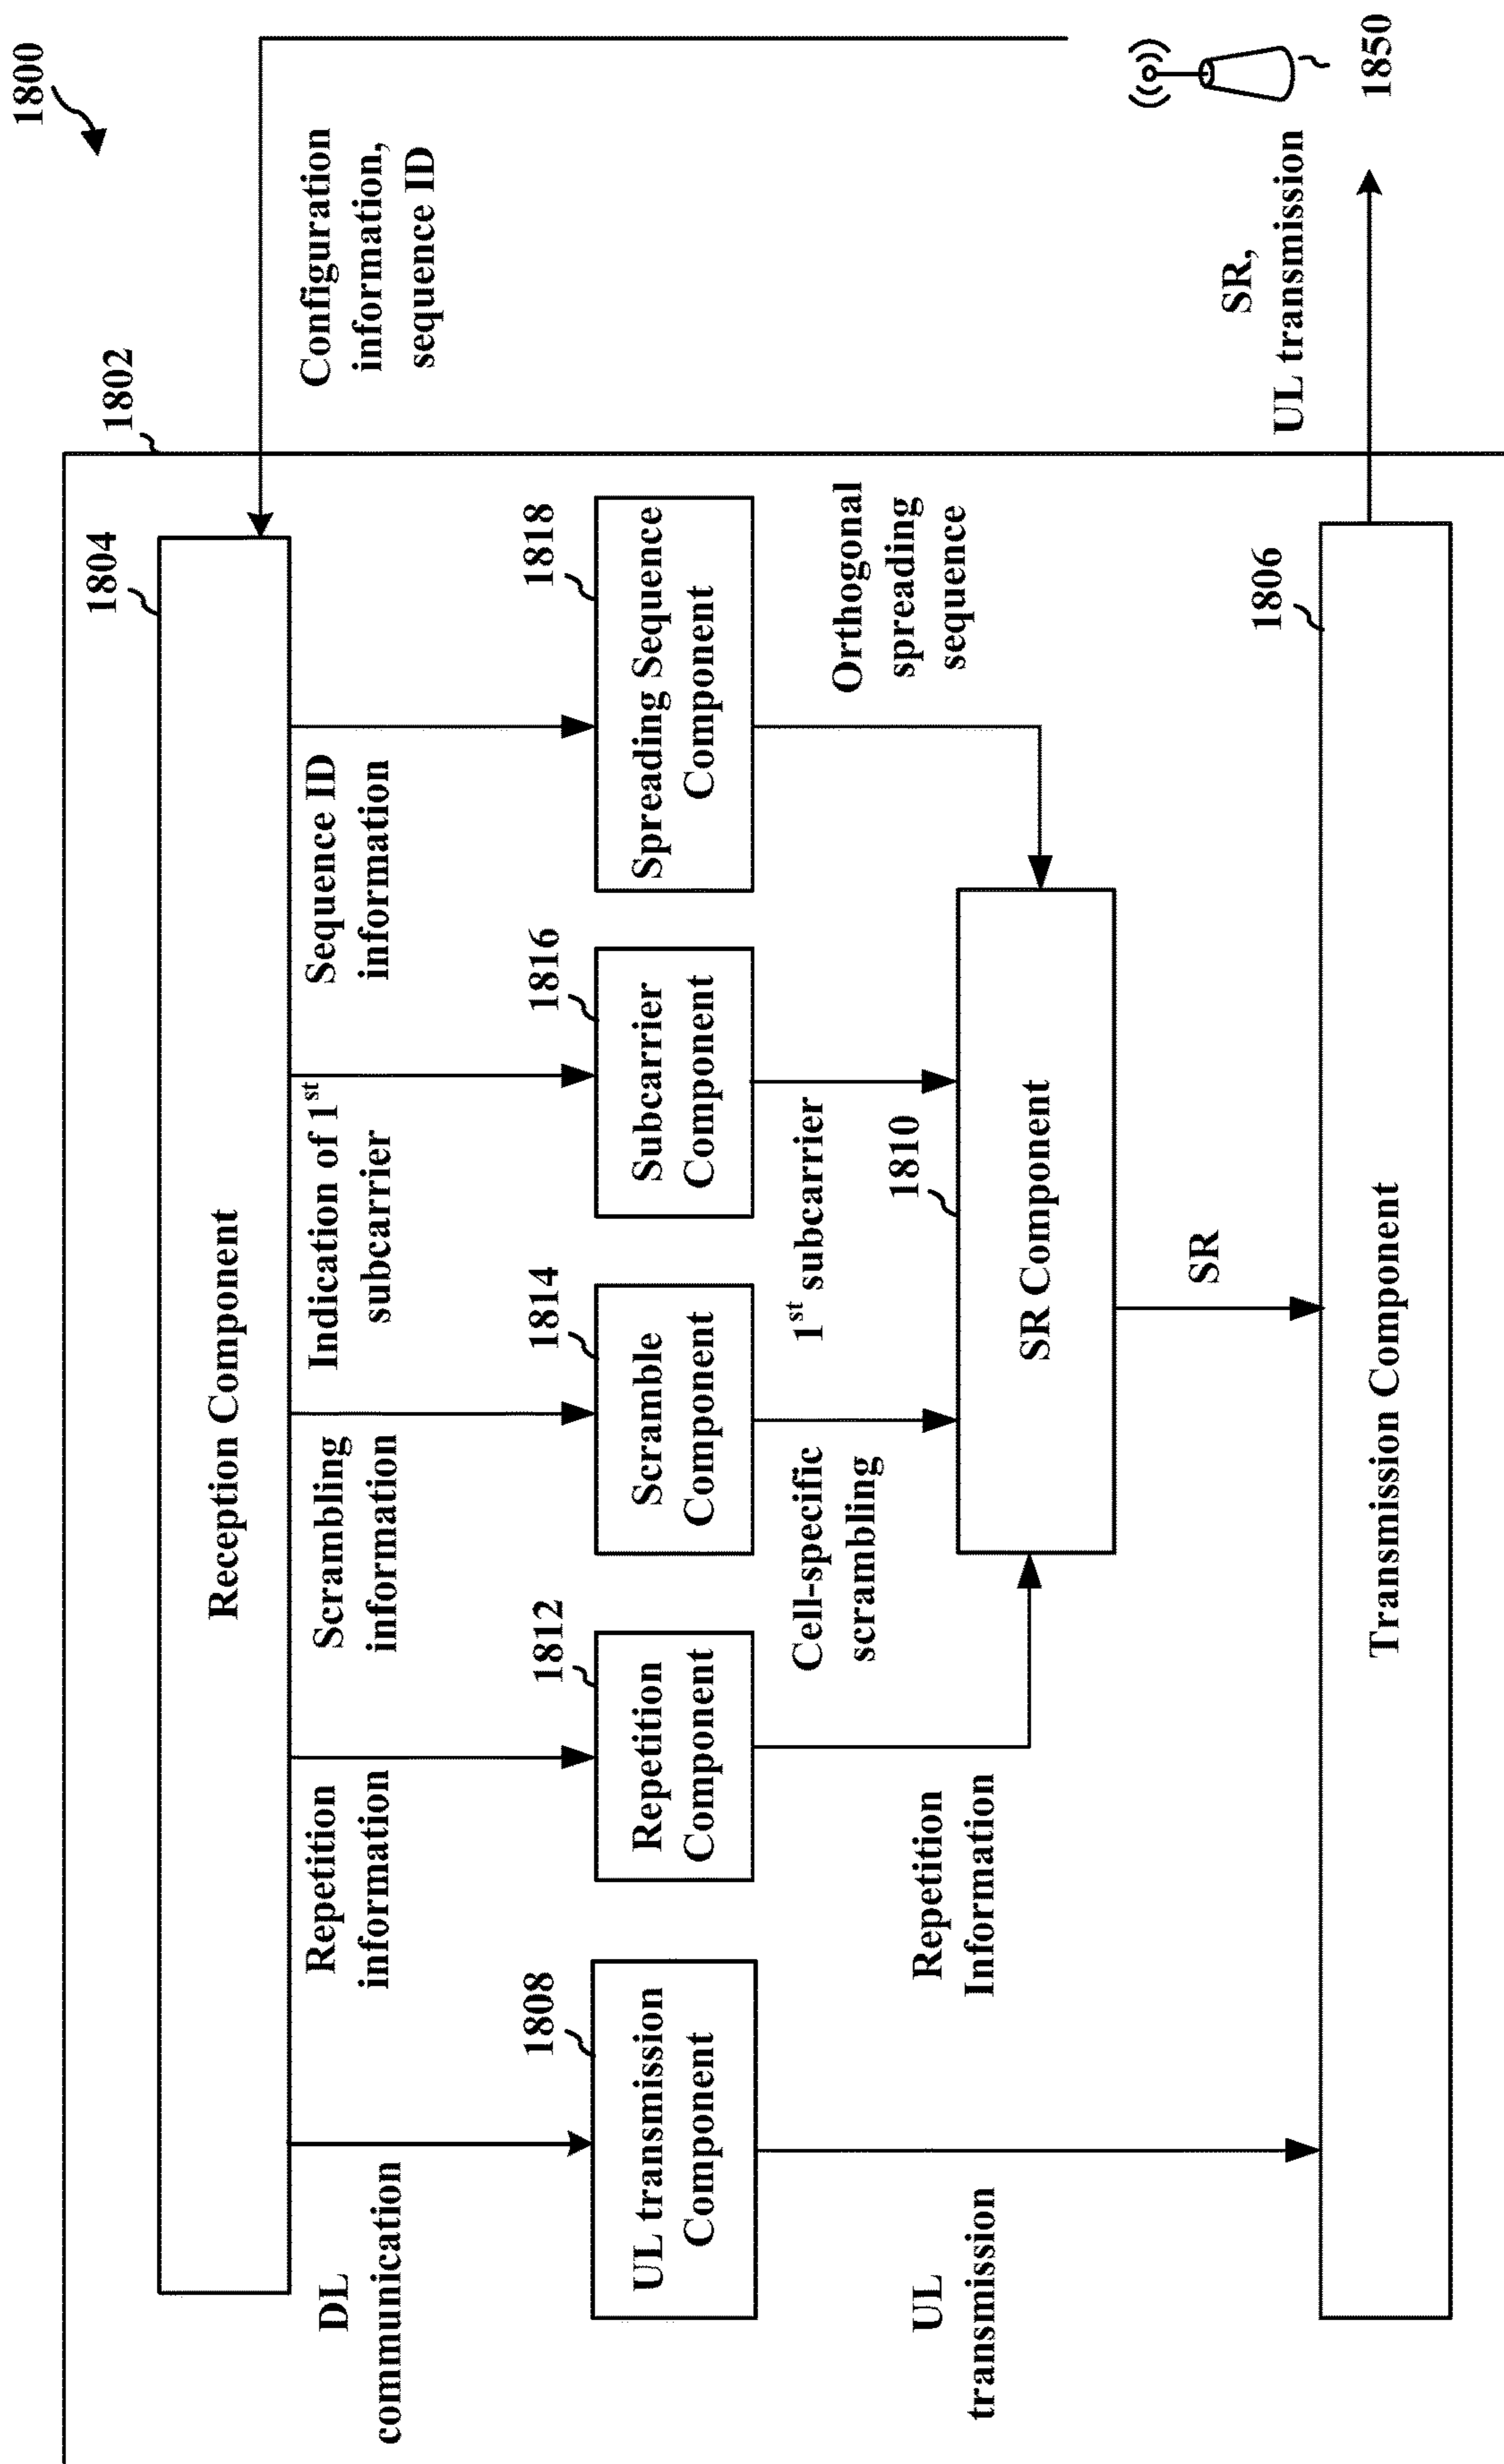 1800
1802
1804
Reception Component
Configuration
information,
sequence ID
DL
communication
Repetition
information
Scrambling
information
Indication of 1st
subcarrier
Sequence ID
information
1808
UL transmission
Component
1812
Repetition
Component
1814
Scramble
Component
1816
Subcarrier
Component
1818
Spreading Sequence
Component
UL
transmission
Repetition
Information
Cell-specific
scrambling
1st subcarrier
Orthogonal
spreading
sequence
1810
SR Component
SR
1806
Transmission Component
SR,
UL transmission
1850